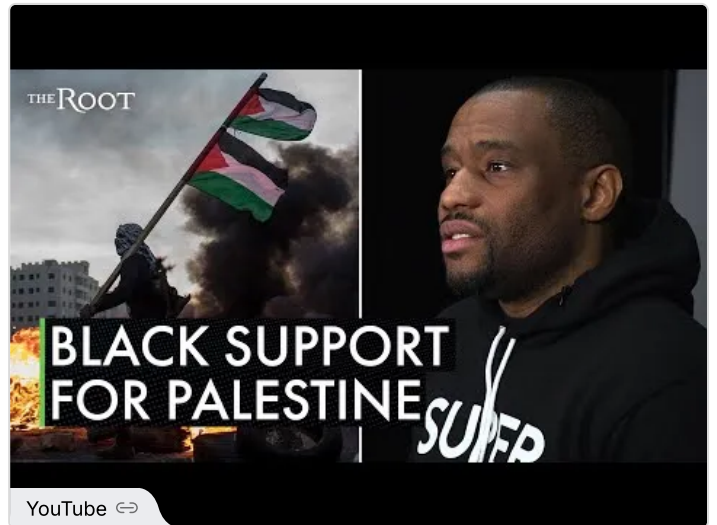 THE ROOT
BLACK SUPPORT
FOR PALESTINE
SUPER
YouTube